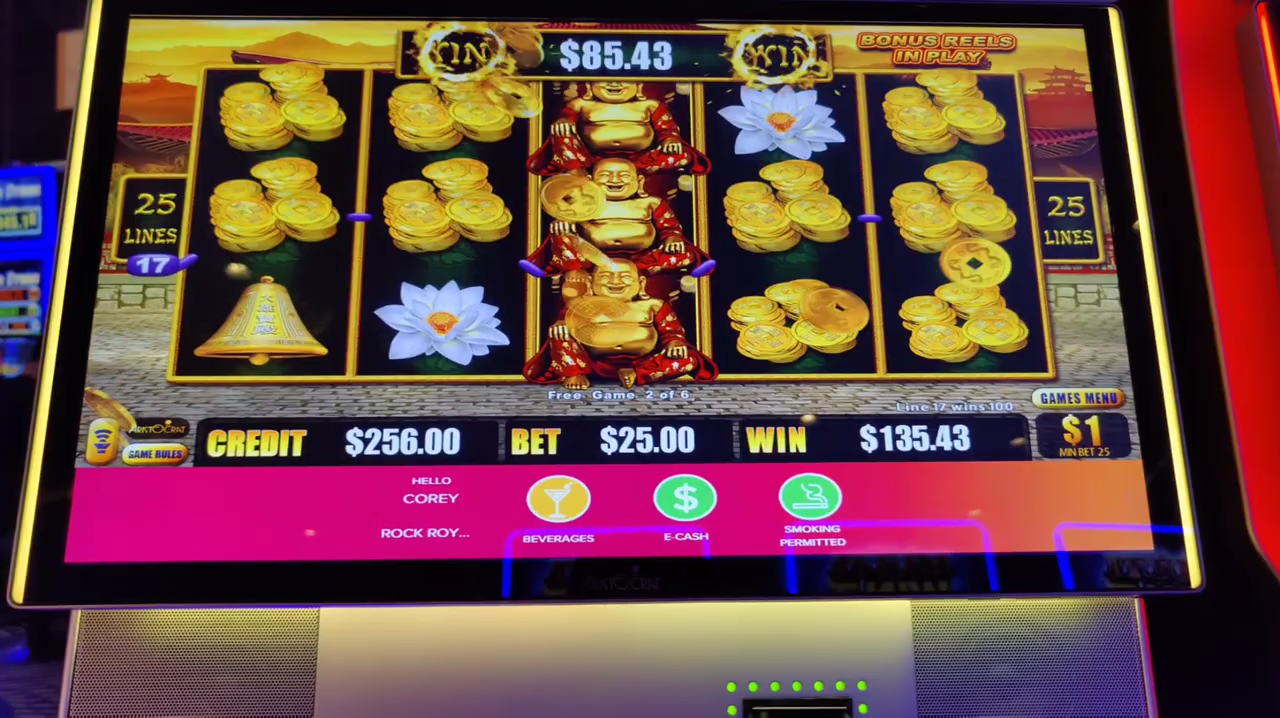 WIN
$85.43
WIN
BONUS REELS
IN PLAY
25
LINES
17
25
LINES
Free Game 2 of 6
Line 17 wins 100
GAMES MENU
ARISTOCRAT
GAME RULES
CREDIT $256.00
BET $25.00
WIN $135.43
$1
MIN BET 25
HELLO
COREY
ROCK ROY...
BEVERAGES
E-CASH
SMOKING
PERMITTED
ARISTOCRAT